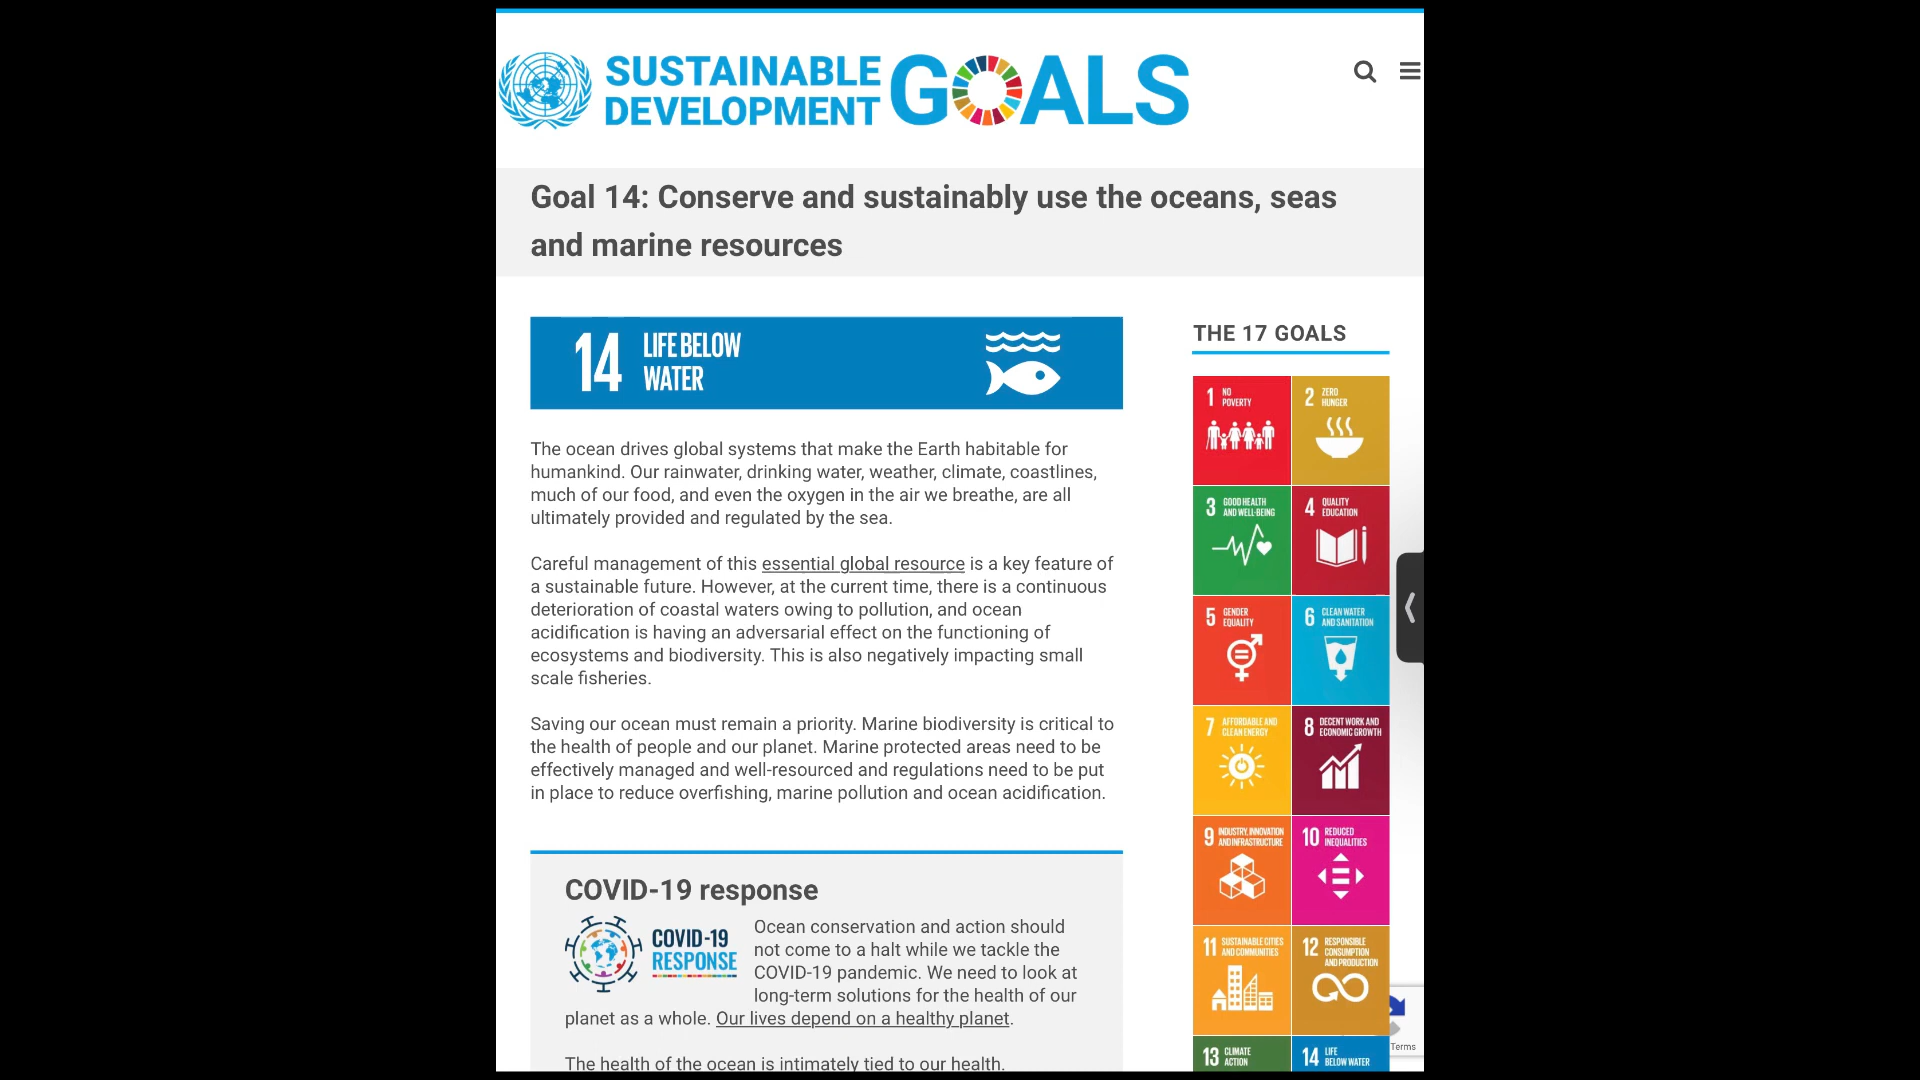 SUSTAINABLE
DEVELOPMENT
GOALS
Goal 14: Conserve and sustainably use the oceans, seas
and marine resources
14 LIFE BELOW
WATER
The ocean drives global systems that make the Earth habitable for
humankind. Our rainwater, drinking water, weather, climate, coastlines,
much of our food, and even the oxygen in the air we breathe, are all
ultimately provided and regulated by the sea.
Careful management of this essential global resource is a key feature of
a sustainable future. However, at the current time, there is a continuous
deterioration of coastal waters owing to pollution, and ocean
acidification is having an adversarial effect on the functioning of
ecosystems and biodiversity. This is also negatively impacting small
scale fisheries.
Saving our ocean must remain a priority. Marine biodiversity is critical to
the health of people and our planet. Marine protected areas need to be
effectively managed and well-resourced and regulations need to be put
in place to reduce overfishing, marine pollution and ocean acidification.
COVID-19 response
COVID-19
RESPONSE
Ocean conservation and action should
not come to a halt while we tackle the
COVID-19 pandemic. We need to look at
long-term solutions for the health of our
planet as a whole. Our lives depend on a healthy planet.
The health of the ocean is intimately tied to our health.
THE 17 GOALS
1 NO
POVERTY
2 ZERO
HUNGER
3 GOOD HEALTH
AND WELL-BEING
4 QUALITY
EDUCATION
5 GENDER
EQUALITY
6 CLEAN WATER
AND SANITATION
7 AFFORDABLE AND
CLEAN ENERGY
8 DECENT WORK AND
ECONOMIC GROWTH
9 INDUSTRY, INNOVATION
AND INFRASTRUCTURE
10 REDUCED
INEQUALITIES
11 SUSTAINABLE CITIES
AND COMMUNITIES
12 RESPONSIBLE
CONSUMPTION
AND PRODUCTION
13 CLIMATE
ACTION
14 LIFE
BELOW WATER
Terms